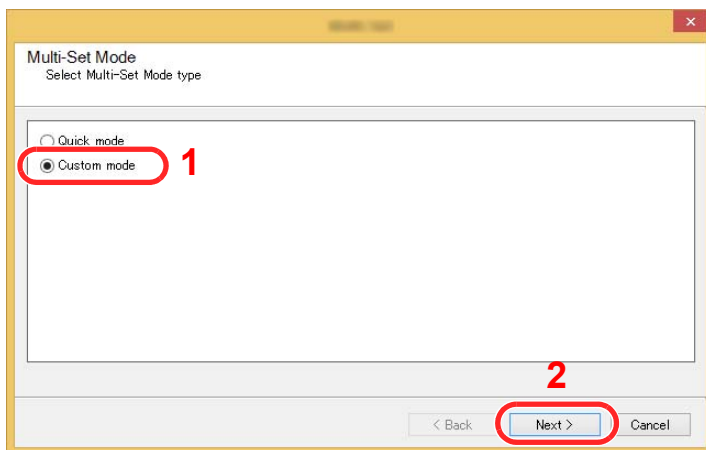 Multi-Set Mode
Select Multi-Set Mode type
Quick mode
Custom mode
1
2
< Back
Next >
Cancel